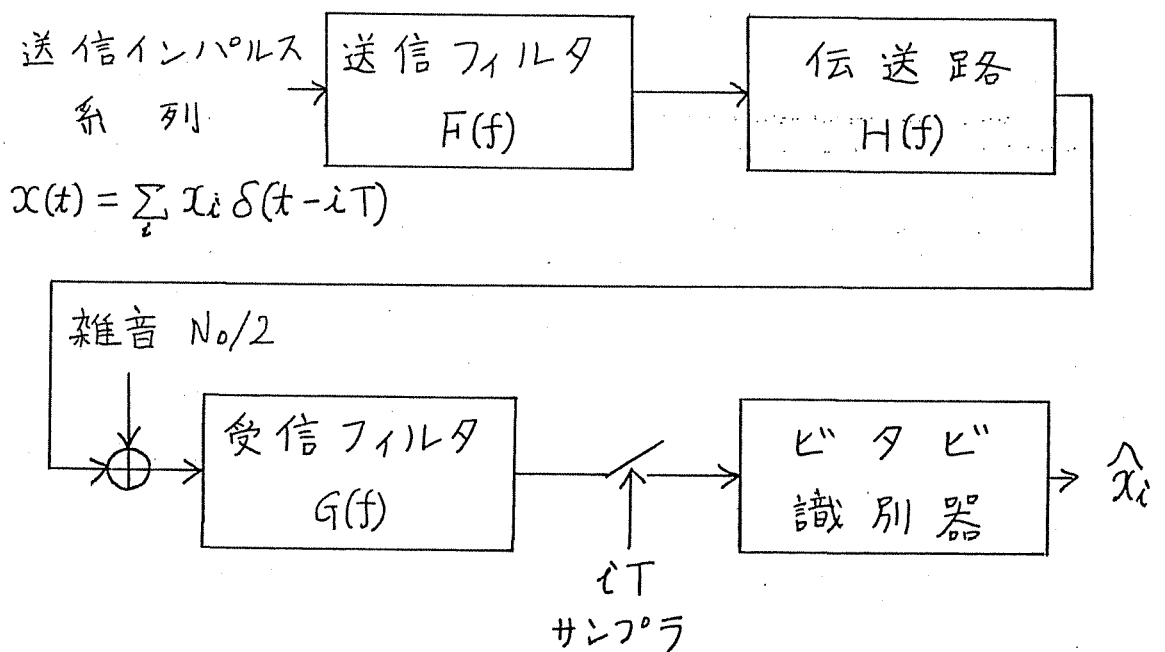 送信インパルス
系列
x(t) = Σ_i x_i δ(t-iT)
送信フィルタ
F(f)
伝送路
H(f)
雑音 N₀/2
受信フィルタ
G(f)
iT
サンプラ
ビタビ
識別器
x̂_i